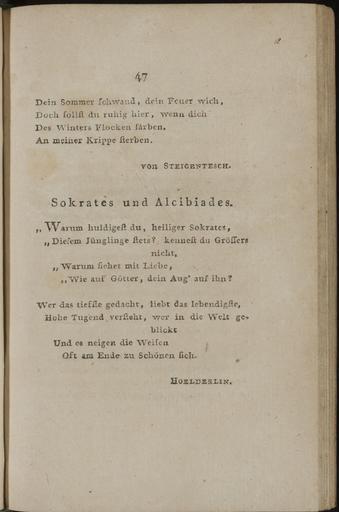 47
Dein Sommer ſchwand, dein Feuer wich,
Doch ſollſt du ruhig hier, wenn dich
Des Winters Flocken färben,
An meiner Krippe ſterben.
von Steigentesch.
Sokrates und Alcibiades.
„Warum huldigeſt du, heiliger Sokrates,
„Dieſem Jünglinge ſtets? kenneſt du Gröſſers
nicht,
„Warum ſiehet mit Liebe,
„Wie auf Götter, dein Aug' auf ihn?
Wer das tiefſte gedacht, liebt das lebendigſte,
Hohe Tugend verſteht, wer in die Welt ge-
blickt
Und es neigen die Weiſen
Oft am Ende zu Schönen ſich.
Hoelderlin.